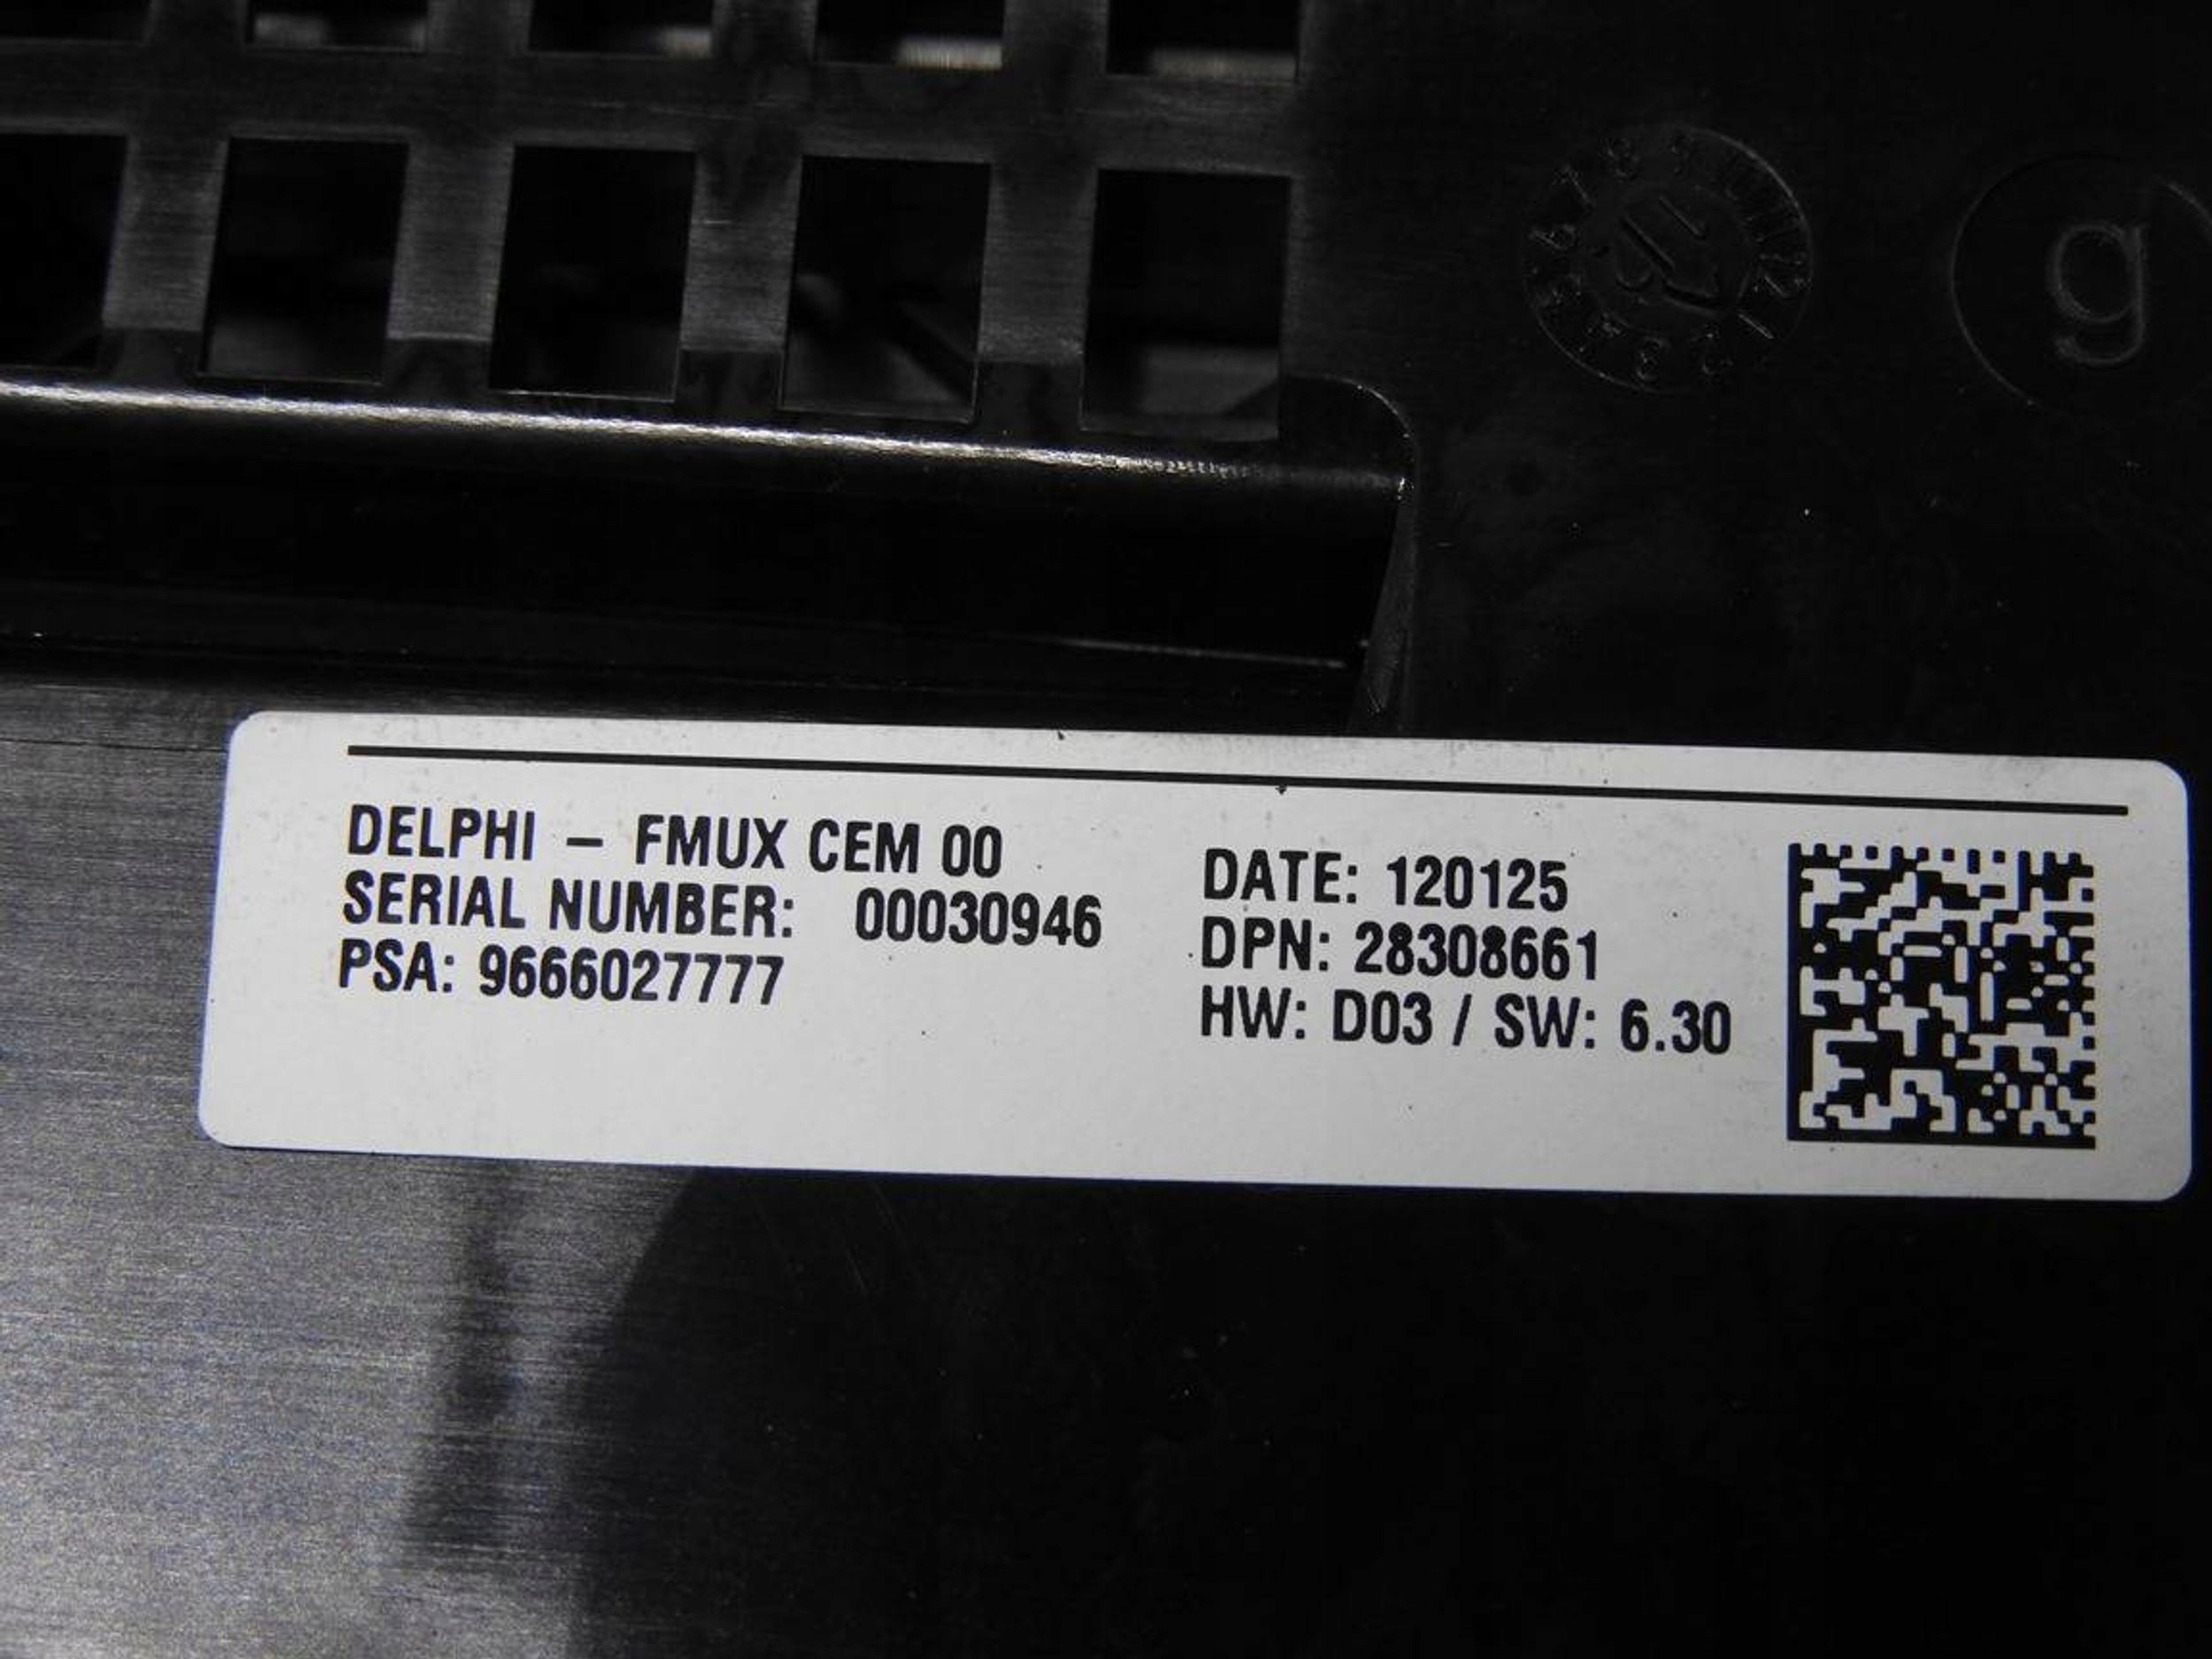 g
DELPHI – FMUX CEM 00
SERIAL NUMBER: 00030946
PSA: 9666027777
DATE: 120125
DPN: 28308661
HW: D03 / SW: 6.30